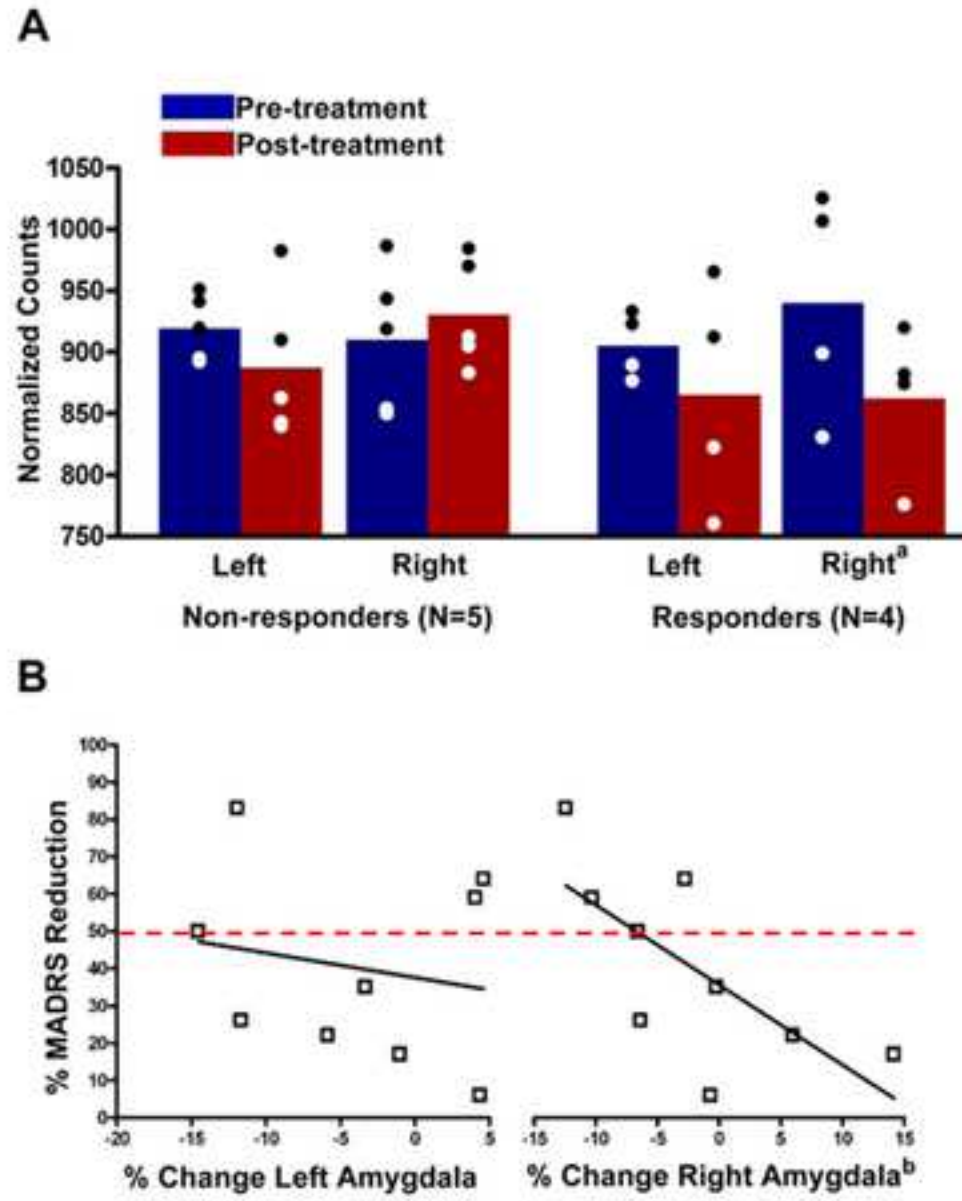 A
Pre-treatment
Post-treatment
Normalized Counts
1050
1000
950
900
850
800
750
Left Right Left Rightᵃ
Non-responders (N=5) Responders (N=4)
B
% MADRS Reduction
100
90
80
70
60
50
40
30
20
10
0
-20 -15 -10 -5 0 5 -15 -10 -5 0 5 10 15
% Change Left Amygdala % Change Right Amygdalaᵇ